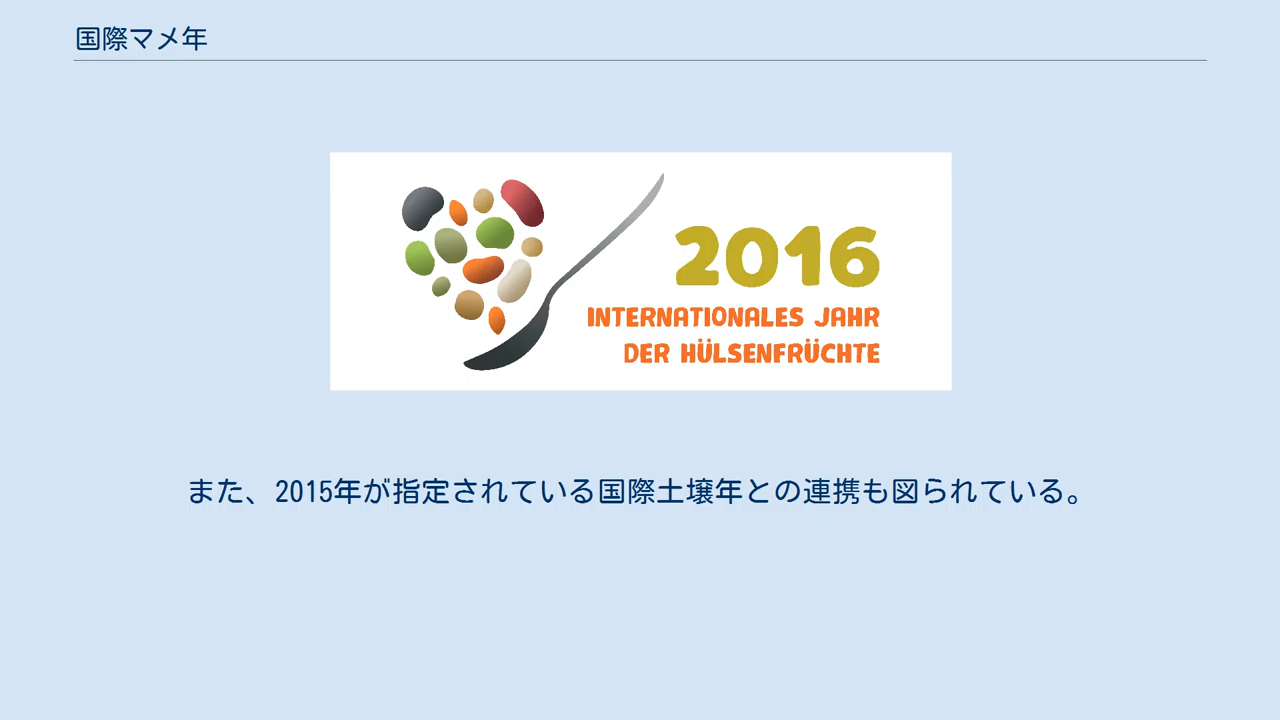 国際マメ年
2016
INTERNATIONALES JAHR
DER HÜLSENFRÜCHTE
また、2015年が指定されている国際土壌年との連携も図られている。